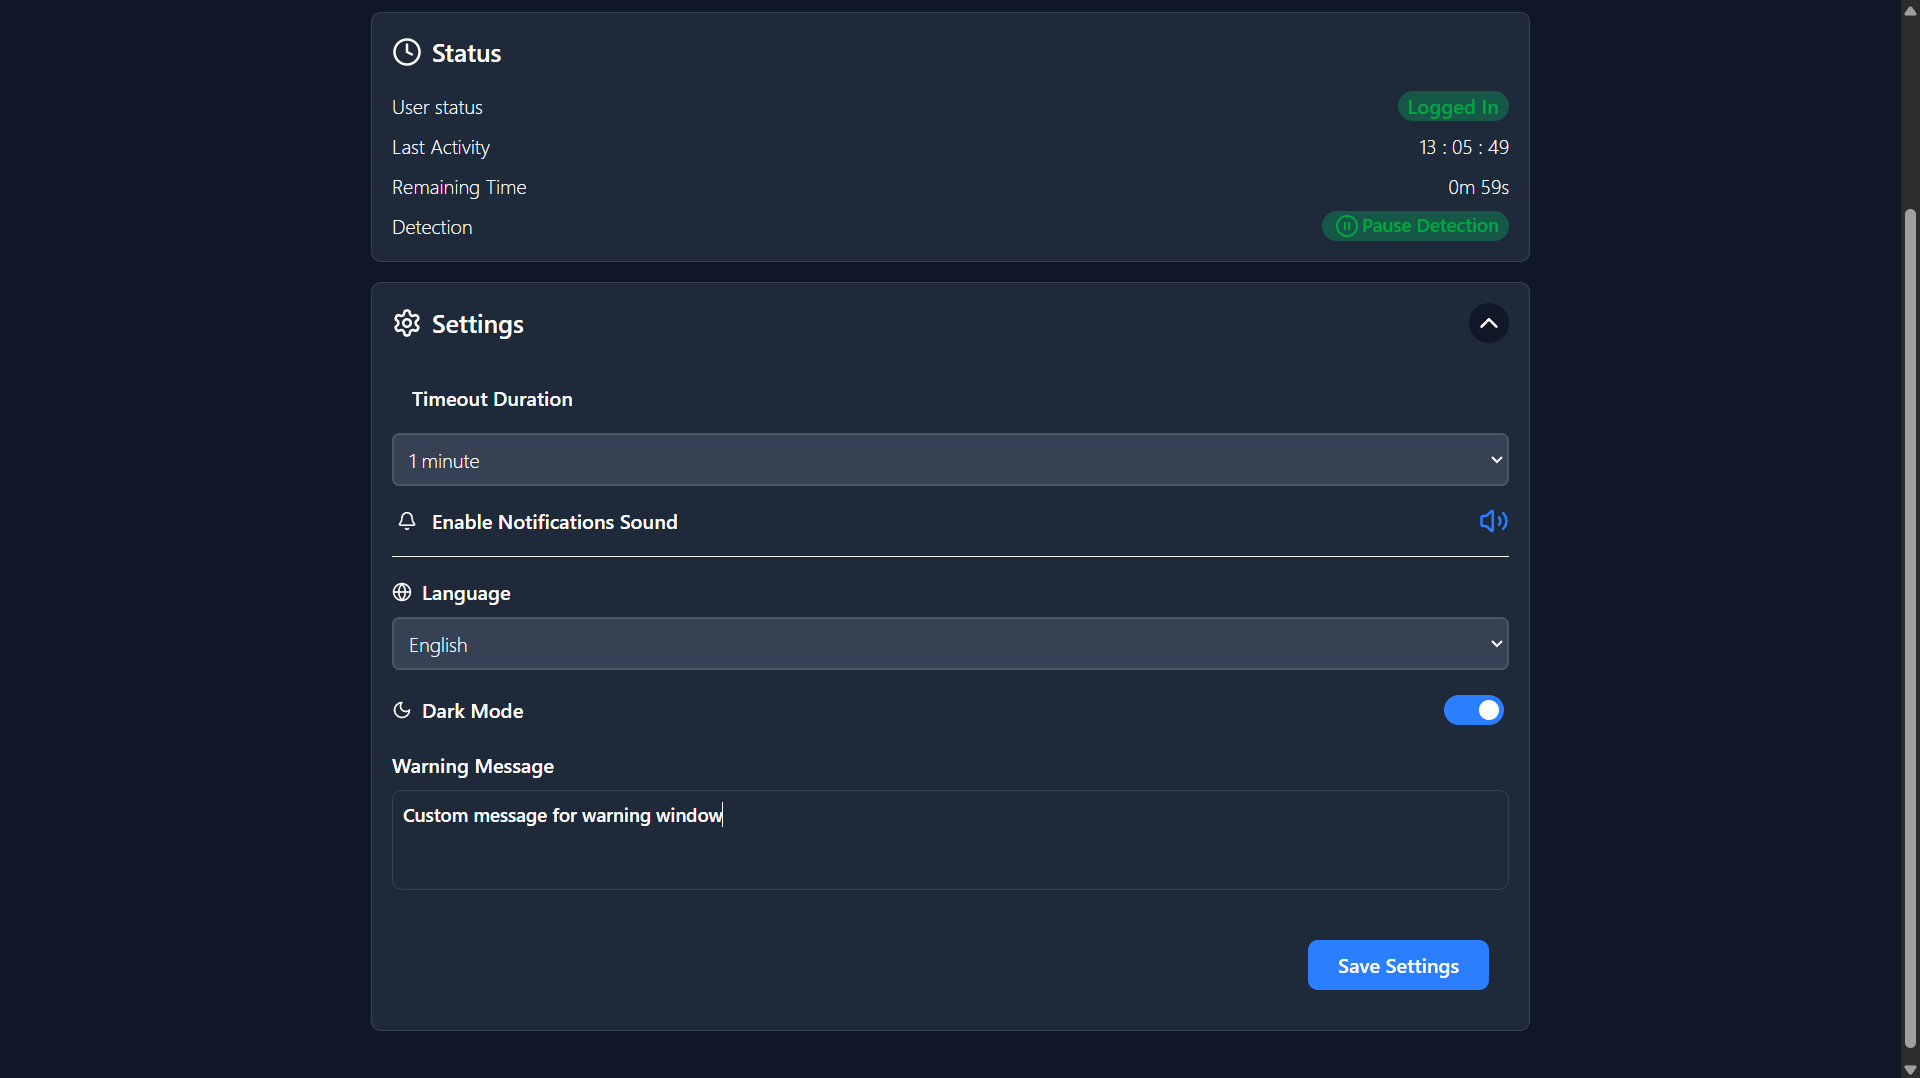 Status
User status
Logged In
Last Activity
13 : 05 : 49
Remaining Time
0m 59s
Detection
Pause Detection
Settings
Timeout Duration
1 minute
Enable Notifications Sound
Language
English
Dark Mode
Warning Message
Custom message for warning window
Save Settings